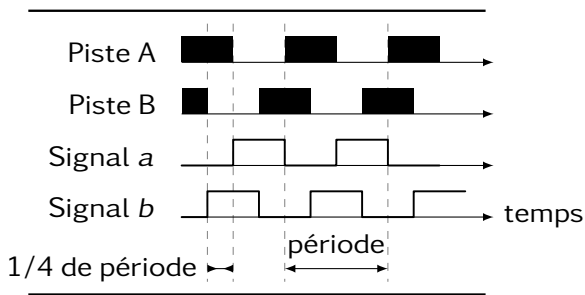 Piste A
Piste B
Signal a
Signal b
temps
période
1/4 de période